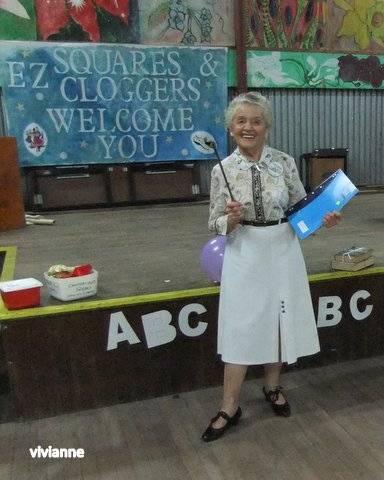 EZ SQUARES &
CLOGGERS
WELCOME
YOU
ABC
ABC
vivianne